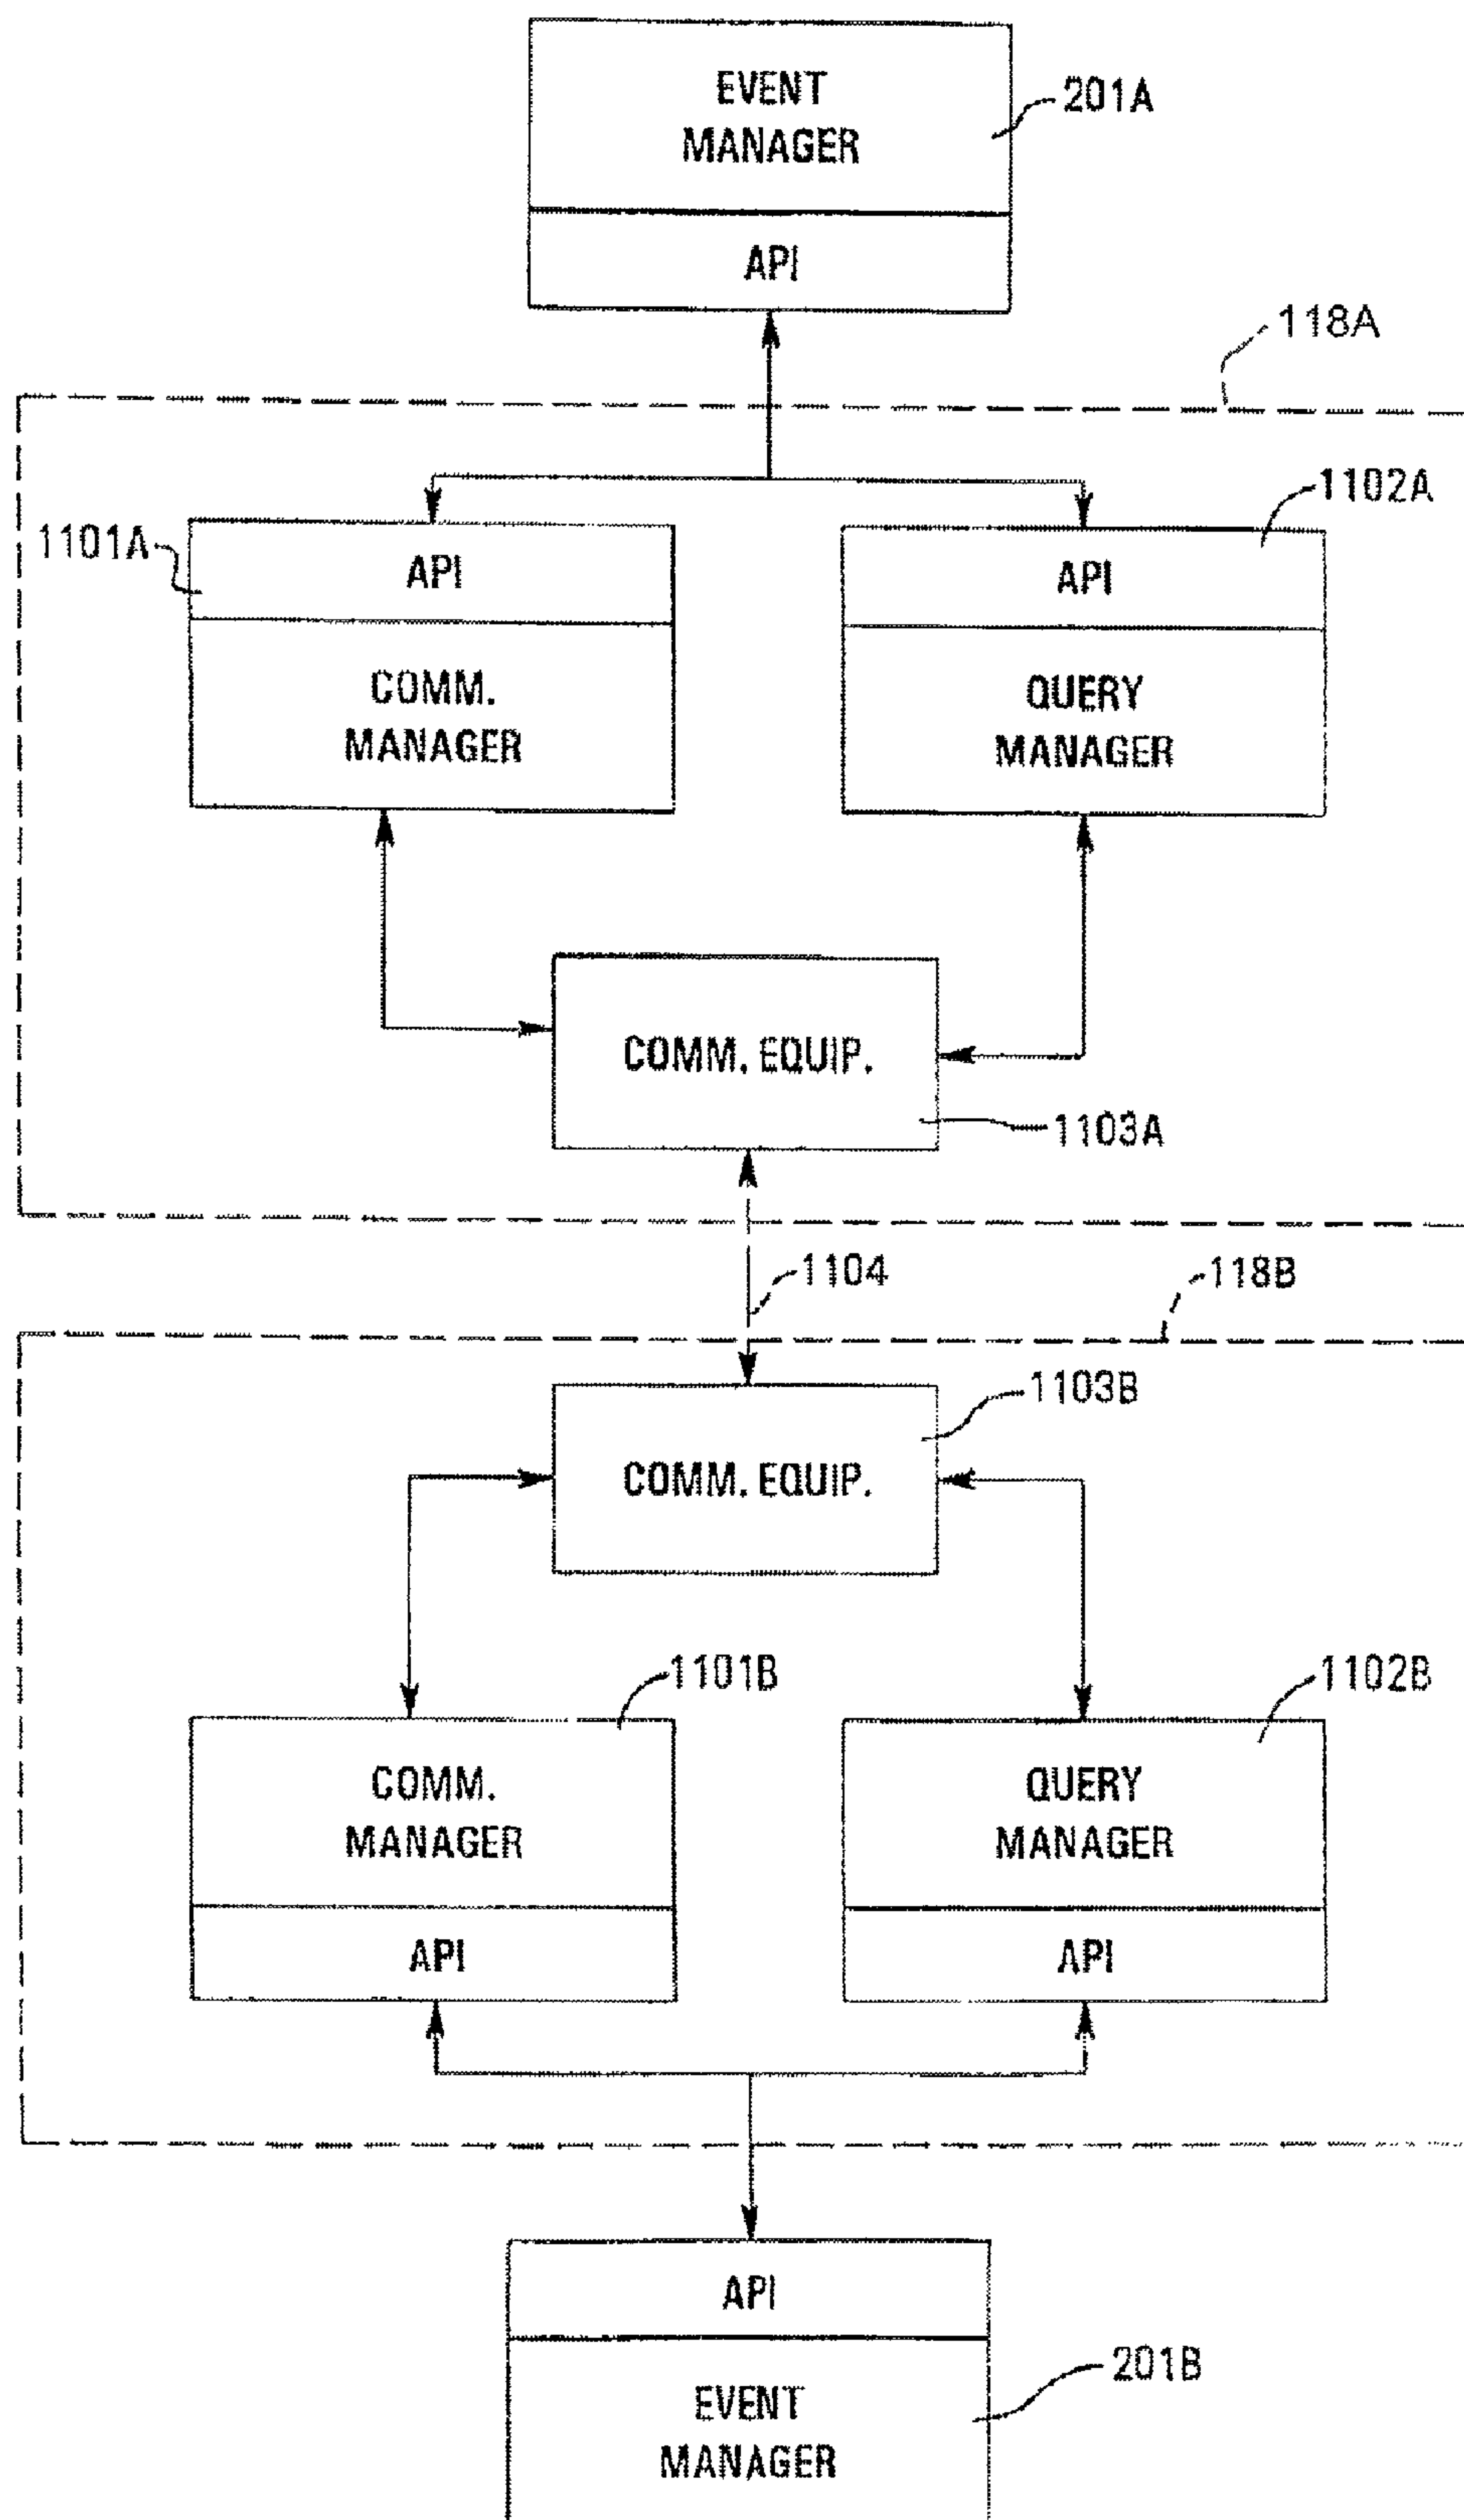 EVENT
MANAGER
201A
API
118A
1102A
1101A
API
API
COMM.
MANAGER
QUERY
MANAGER
COMM. EQUIP.
1103A
1104
118B
1103B
COMM. EQUIP.
1101B
1102B
COMM.
MANAGER
QUERY
MANAGER
API
API
API
201B
EVENT
MANAGER